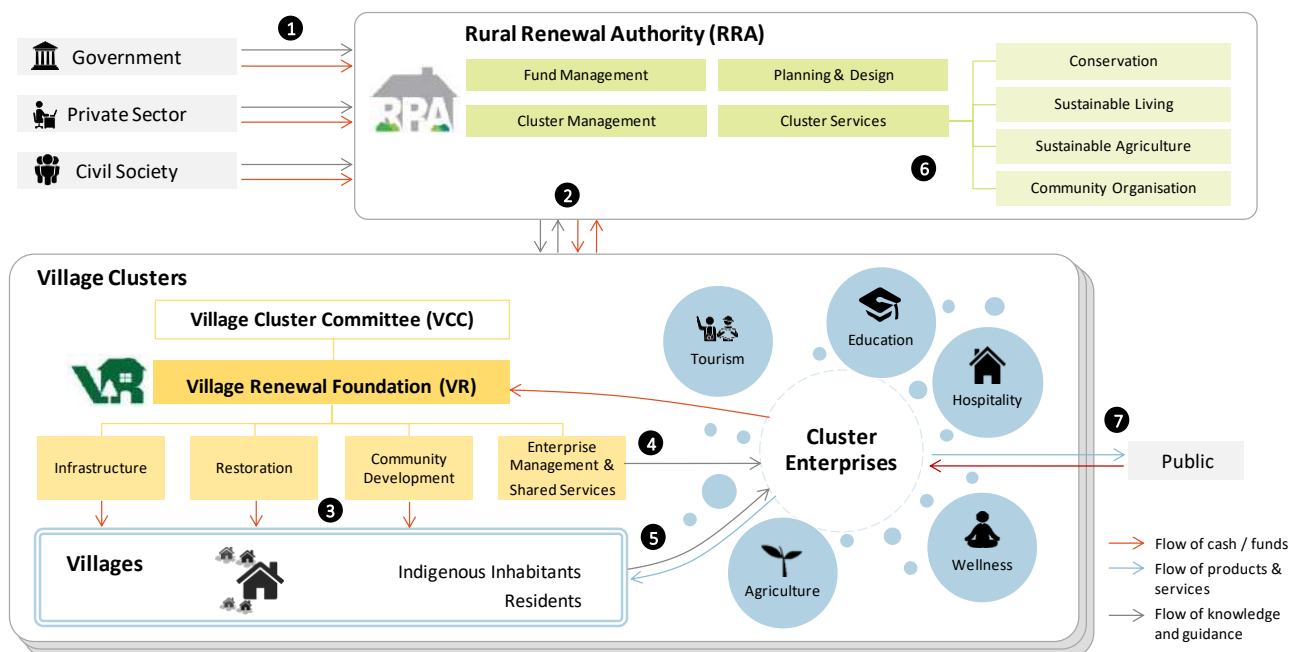 1
Government
Private Sector
Civil Society
Rural Renewal Authority (RRA)
RRA
Fund Management
Planning & Design
Cluster Management
Cluster Services
Conservation
Sustainable Living
Sustainable Agriculture
Community Organisation
6
2
Village Clusters
Village Cluster Committee (VCC)
VR
Village Renewal Foundation (VR)
Infrastructure
Restoration
Community
Development
Enterprise
Management &
Shared Services
4
3
Villages
Indigenous Inhabitants
Residents
5
Tourism
Education
Hospitality
Cluster
Enterprises
Wellness
Agriculture
7
Public
Flow of cash / funds
Flow of products &
services
Flow of knowledge
and guidance